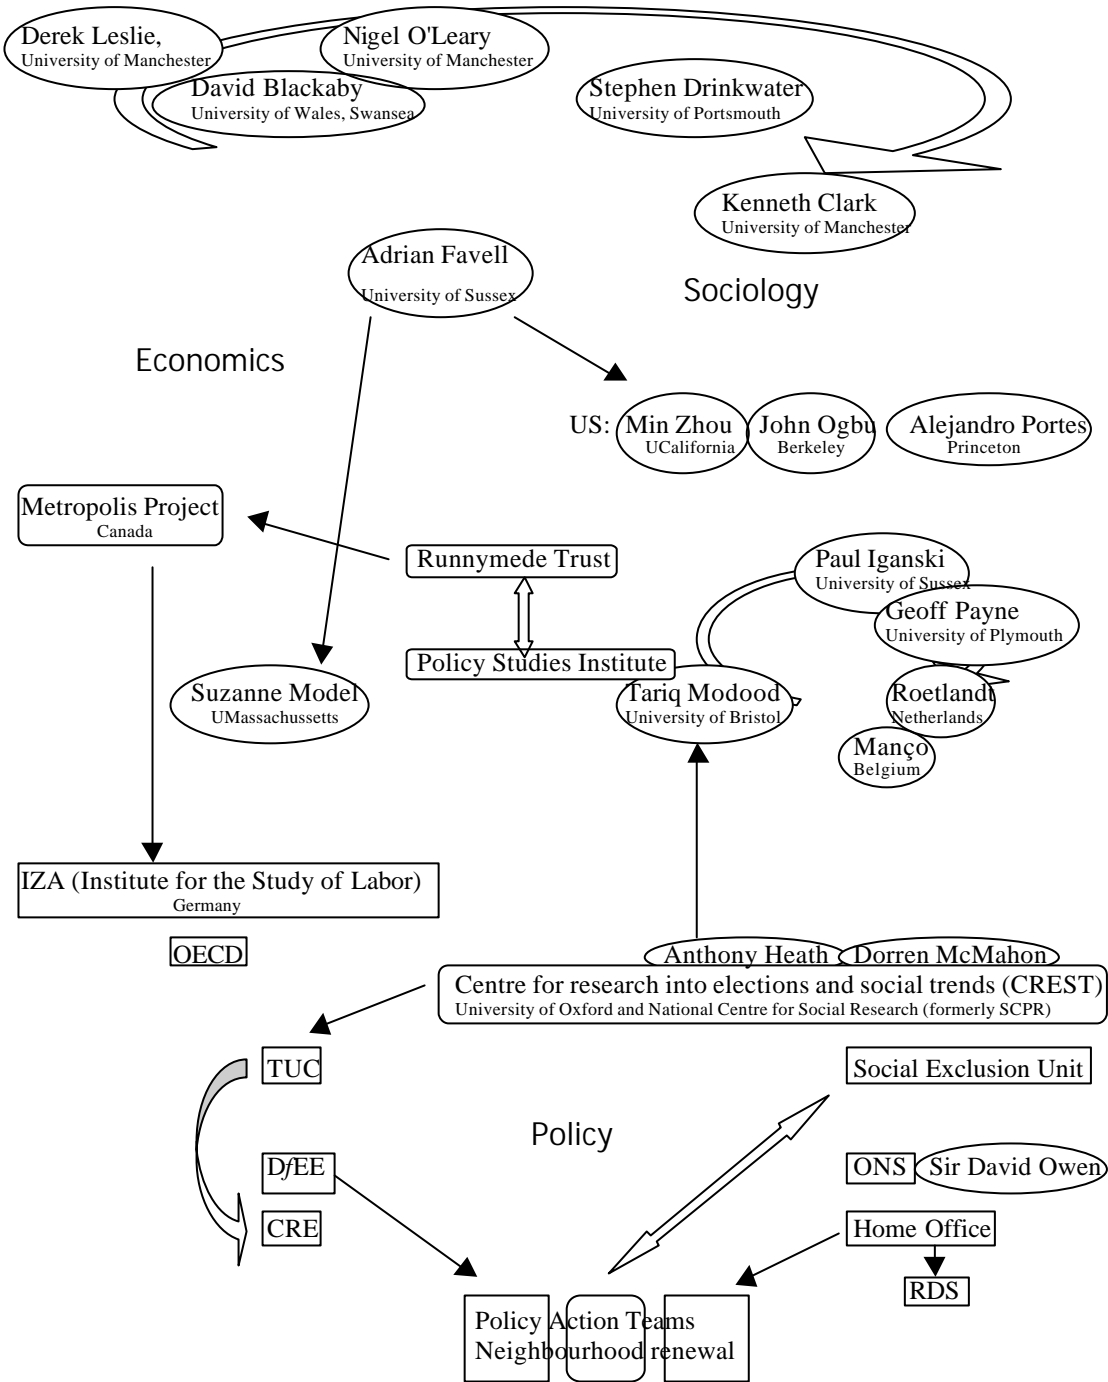 Derek Leslie,
University of Manchester
Nigel O'Leary
University of Manchester
David Blackaby
University of Wales, Swansea
Stephen Drinkwater
University of Portsmouth
Kenneth Clark
University of Manchester
Adrian Favell
University of Sussex
Sociology
Economics
US:
Min Zhou
UCalifornia
John Ogbu
Berkeley
Alejandro Portes
Princeton
Metropolis Project
Canada
Runnymede Trust
Paul Iganski
University of Sussex
Geoff Payne
University of Plymouth
Policy Studies Institute
Suzanne Model
UMassachussetts
Tariq Modood
University of Bristol
Roetlandt
Netherlands
Manço
Belgium
IZA (Institute for the Study of Labor)
Germany
OECD
Anthony Heath
Dorren McMahon
Centre for research into elections and social trends (CREST)
University of Oxford and National Centre for Social Research (formerly SCPR)
TUC
Social Exclusion Unit
Policy
DfEE
ONS
Sir David Owen
CRE
Home Office
RDS
Policy Action Teams
Neighbourhood renewal